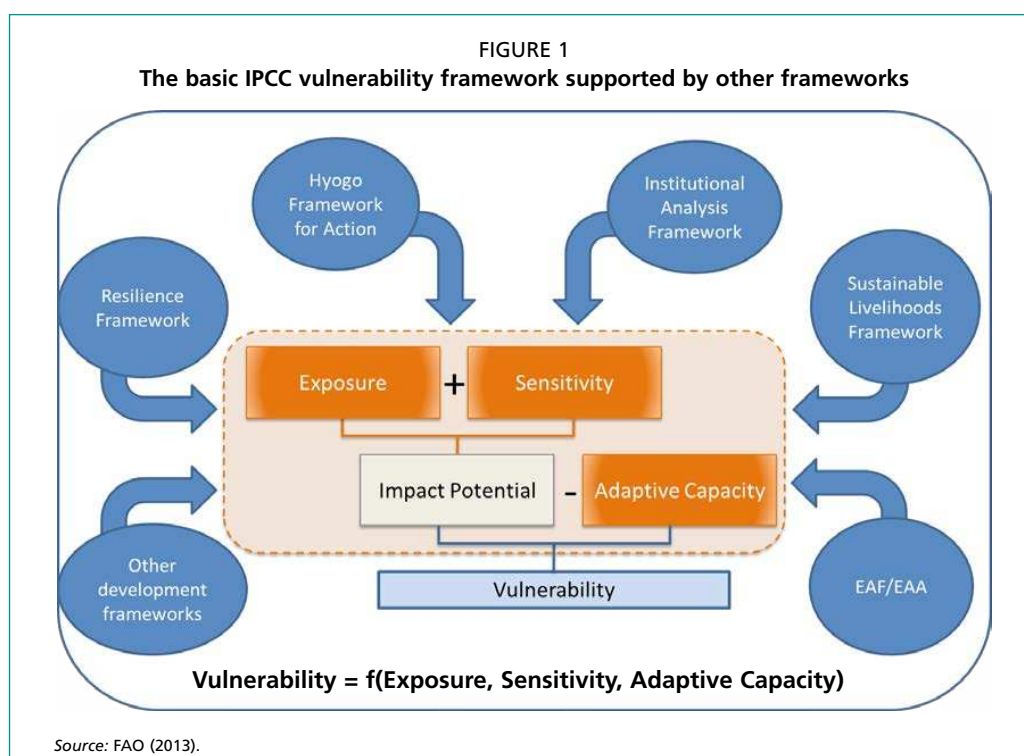 FIGURE 1
The basic IPCC vulnerability framework supported by other frameworks
Hyogo
Framework
for Action
Institutional
Analysis
Framework
Resilience
Framework
Sustainable
Livelihoods
Framework
Exposure
+
Sensitivity
Impact Potential
-
Adaptive Capacity
Other
development
frameworks
Vulnerability
EAF/EAA
Vulnerability = f(Exposure, Sensitivity, Adaptive Capacity)
Source: FAO (2013).